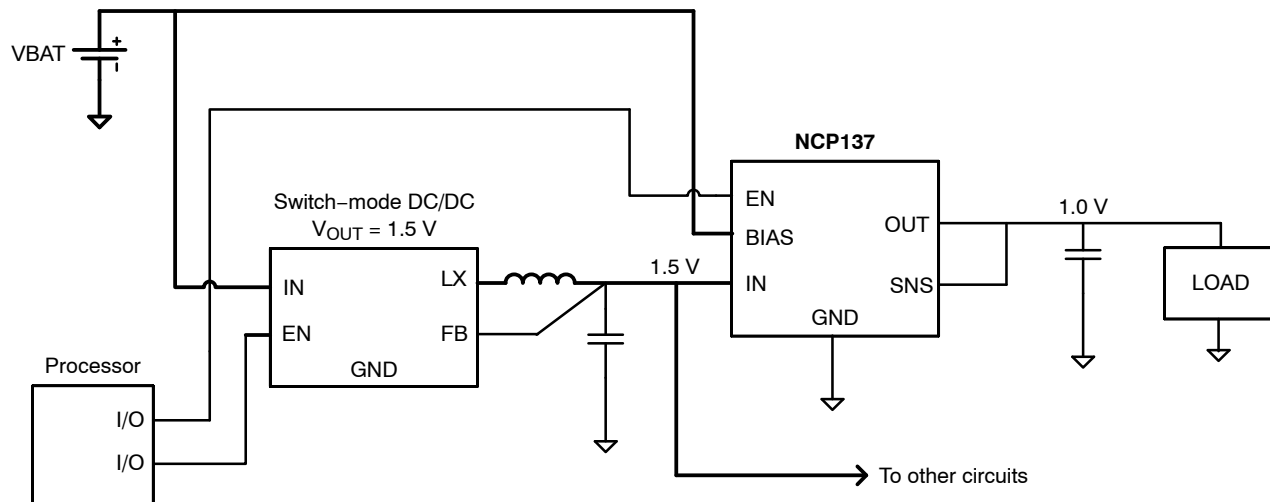 VBAT
+
NCP137
Switch−mode DC/DC
VOUT = 1.5 V
EN
BIAS
IN
GND
OUT
SNS
1.0 V
LOAD
IN
EN
LX
FB
GND
1.5 V
Processor
I/O
I/O
To other circuits